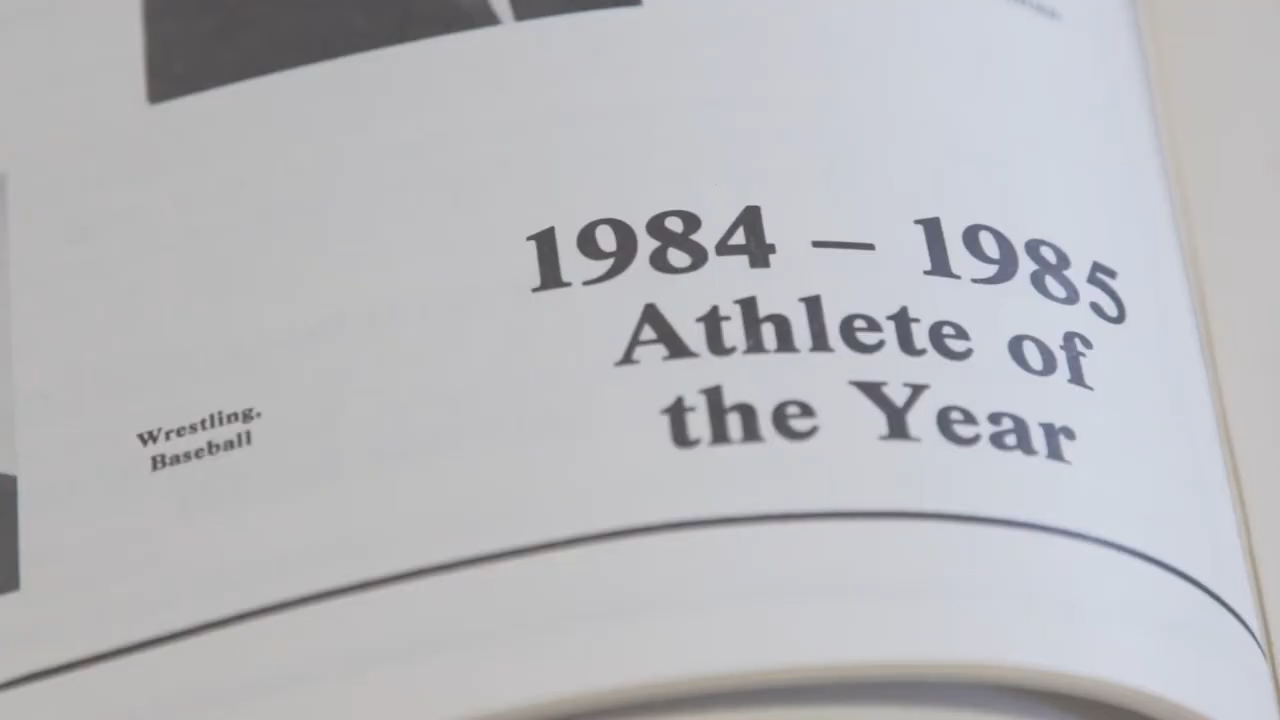 Wrestling,
Baseball
1984 – 1985
Athlete of
the Year